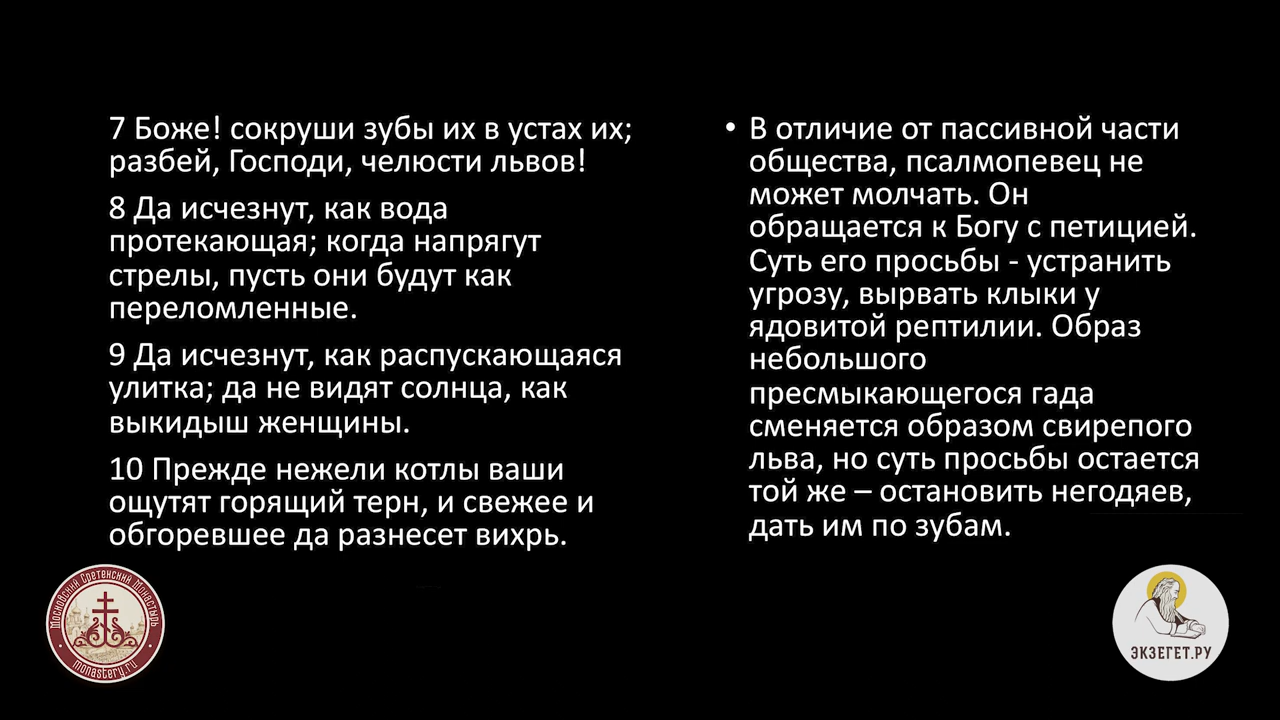 7 Боже! сокруши зубы их в устах их;
разбей, Господи, челюсти львов!
8 Да исчезнут, как вода
протекающая; когда напрягут
стрелы, пусть они будут как
переломленные.
9 Да исчезнут, как распускающаяся
улитка; да не видят солнца, как
выкидыш женщины.
10 Прежде нежели котлы ваши
ощутят горящий терн, и свежее и
обгоревшее да разнесет вихрь.
• В отличие от пассивной части
общества, псалмопевец не
может молчать. Он
обращается к Богу с петицией.
Суть его просьбы - устранить
угрозу, вырвать клыки у
ядовитой рептилии. Образ
небольшого
пресмыкающегося гада
сменяется образом свирепого
льва, но суть просьбы остается
той же – остановить негодяев,
дать им по зубам.
Московский Сретенский Монастырь
monastery.ru
ЭКЗЕГЕТ.РУ